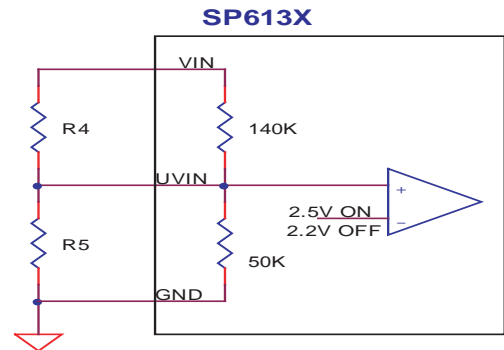 SP613X
VIN
R4
140K
UVIN
+
2.5V ON
−
2.2V OFF
R5
50K
GND